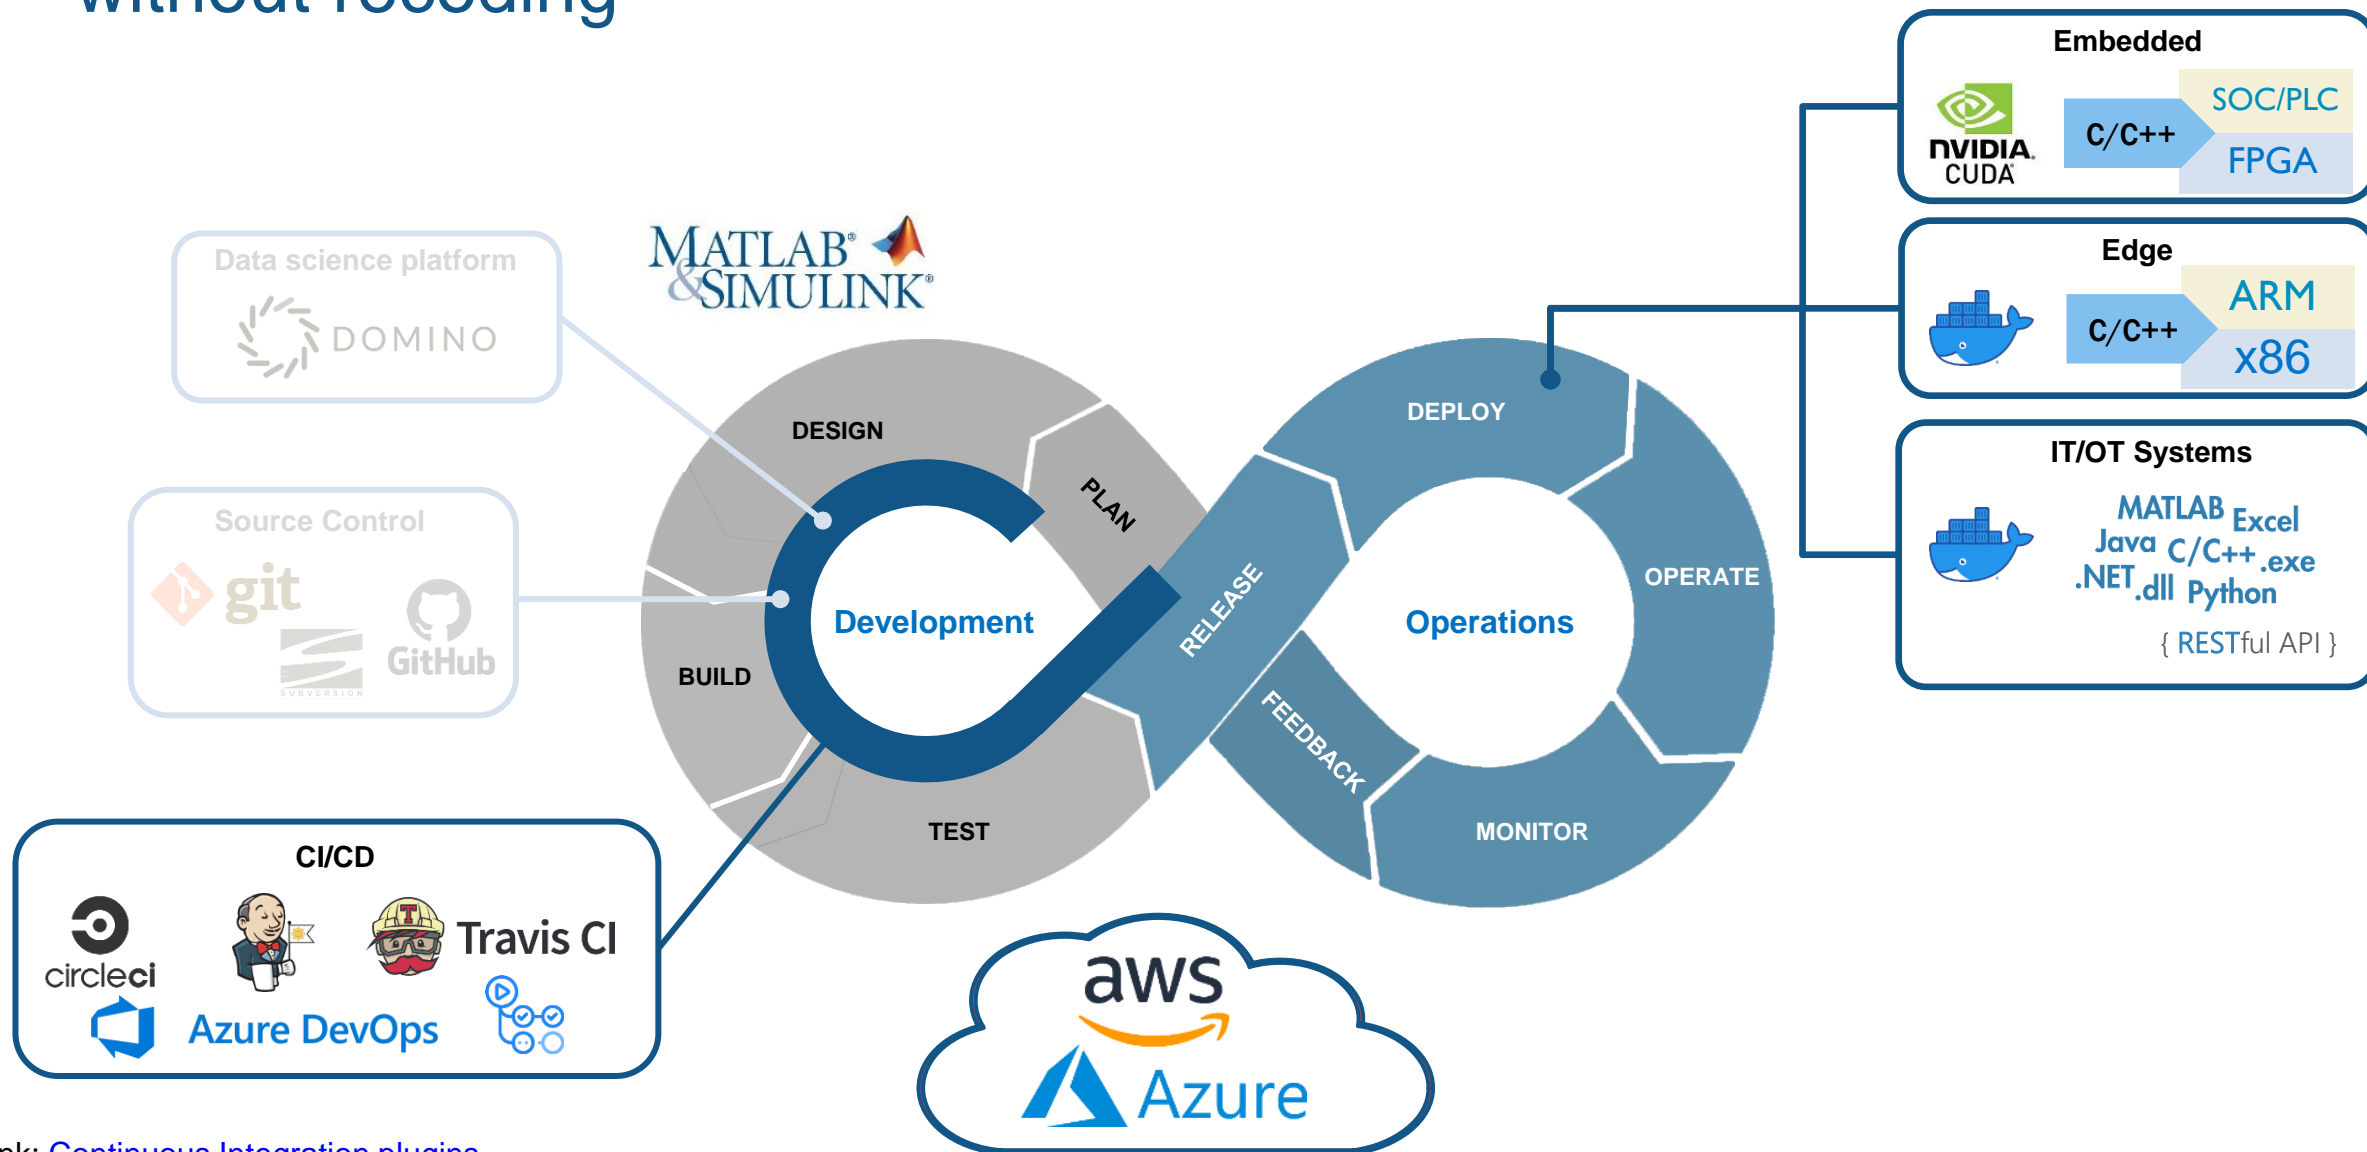 without recoding
Embedded
NVIDIA.
CUDA
C/C++
SOC/PLC
FPGA
Edge
C/C++
ARM
x86
IT/OT Systems
MATLAB Excel
Java C/C++ .exe
.NET .dll Python
{ RESTful API }
MATLAB®
&SIMULINK®
Data science platform
DOMINO
Source Control
git
SUBVERSION
GitHub
DESIGN
PLAN
BUILD
TEST
Development
RELEASE
DEPLOY
OPERATE
Operations
FEEDBACK
MONITOR
CI/CD
circleci
T
Travis CI
Azure DevOps
aws
Azure
nk: Continuous Integration plugins